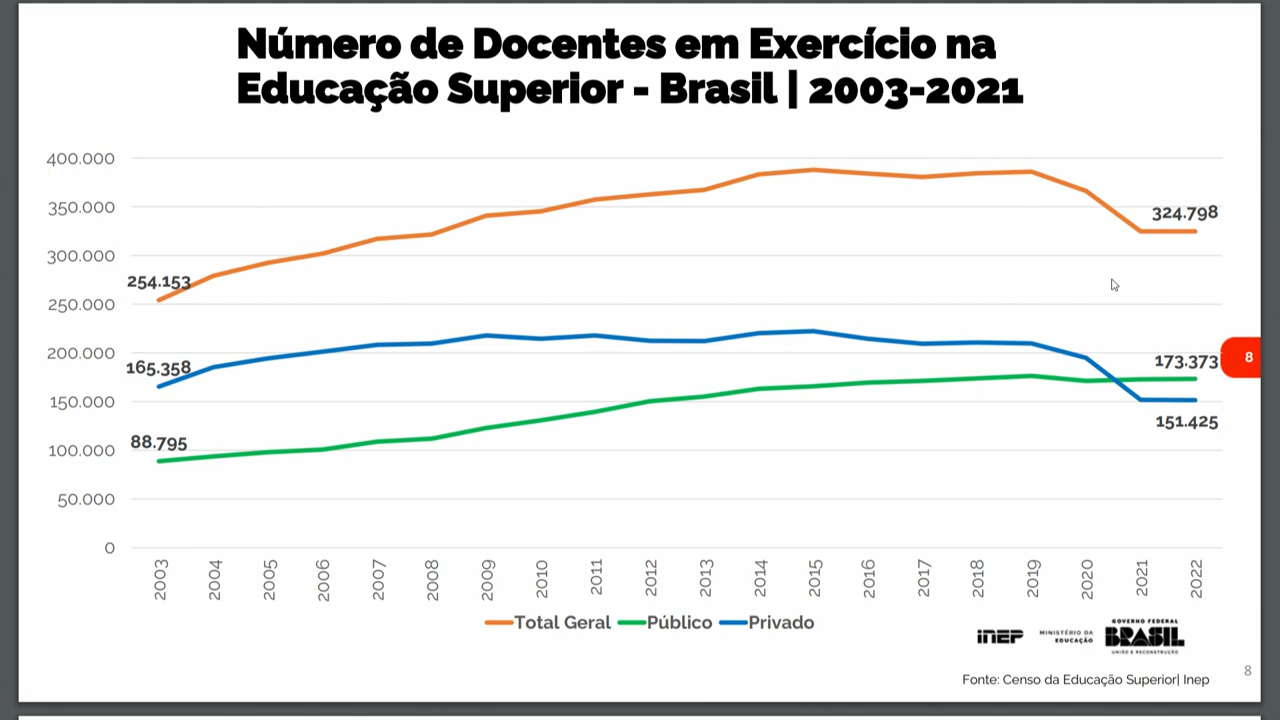 Número de Docentes em Exercício na
Educação Superior - Brasil | 2003-2021
400.000
350.000
300.000
250.000
200.000
150.000
100.000
50.000
0
254.153
165.358
88.795
324.798
173.373
151.425
8
2003 2004 2005 2006 2007 2008 2009 2010 2011 2012 2013 2014 2015 2016 2017 2018 2019 2020 2021 2022
Total Geral Público Privado
inep
MINISTÉRIO DA
EDUCAÇÃO
GOVERNO FEDERAL
BRASIL
UNIÃO E RECONSTRUÇÃO
8
Fonte: Censo da Educação Superior| Inep